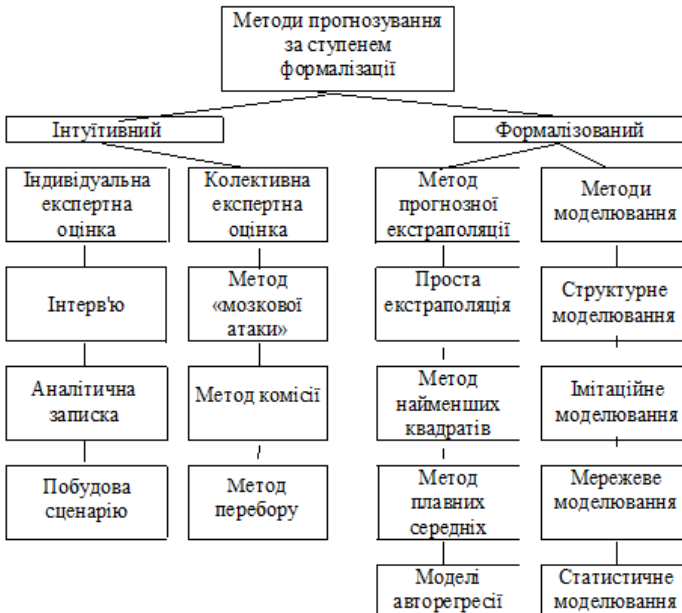 Методи прогнозування
за ступенем
формалізації
Інтуїтивний
Формалізований
Індивідуальна
експертна
оцінка
Колективна
експертна
оцінка
Метод
прогнозної
екстраполяції
Методи
моделювання
Інтерв'ю
Метод
«мозкової
атаки»
Проста
екстраполяція
Структурне
моделювання
Аналітична
записка
Метод комісії
Метод
найменших
квадратів
Імітаційне
моделювання
Побудова
сценарію
Метод
перебору
Метод
плавних
середніх
Мережеве
моделювання
Моделі
авторегресії
Статистичне
моделювання